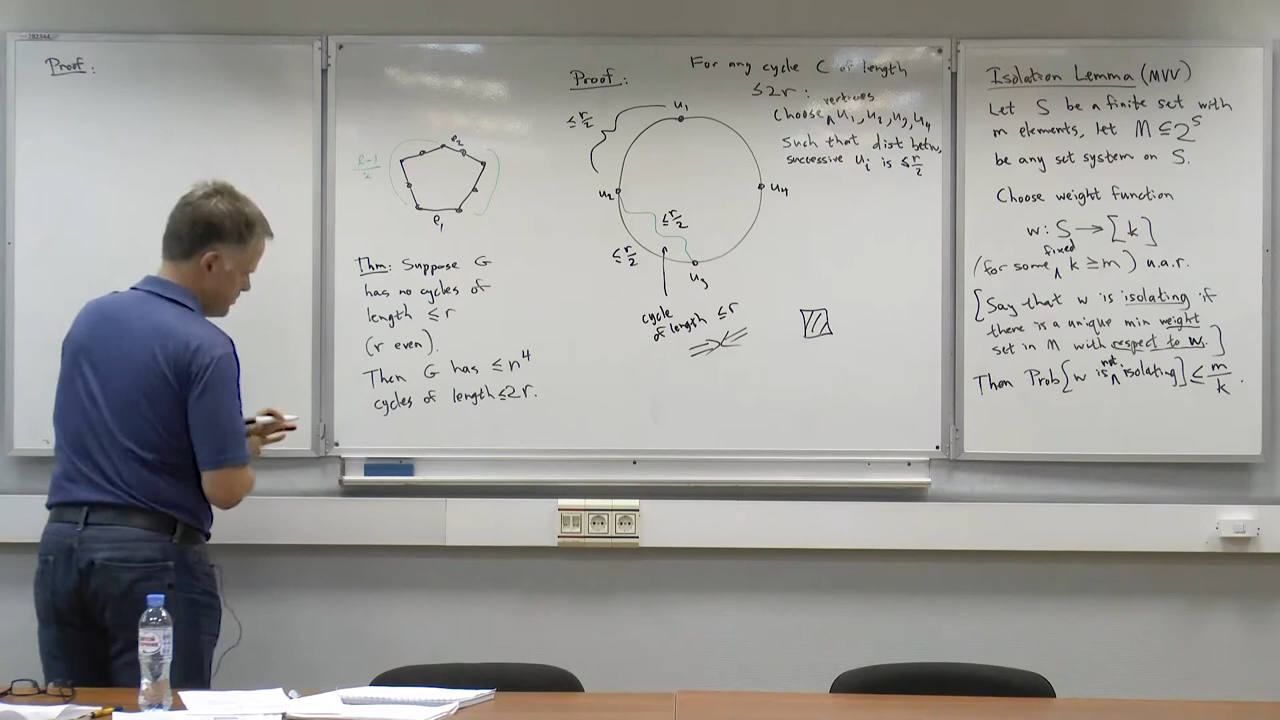 Proof:
e2
l-1
2
e1
Thm: Suppose G
has no cycles of
length ≤ r
(r even).
Then G has ≤ n^4
cycles of length ≤ 2r.
Proof:
For any cycle C of length
≤ 2r:
vertices
Choose ∧ u1, u2, u3, u4
such that dist betw.
successive ui is ≤ r/2
≤ r/2
u1
u2
u4
≤ r/2
≤ r/2
u3
cycle
of length ≤ r
Isolation Lemma (MVV)
Let S be a finite set with
m elements, let M ⊆ 2^S
be any set system on S.
Choose weight function
w: S → [k]
fixed
(for some ∧ k ≥ m) u.a.r.
[Say that w is isolating if
there is a unique min weight
set in M with respect to w.]
not
Then Prob[w is ∧ isolating] ≤ m/k.